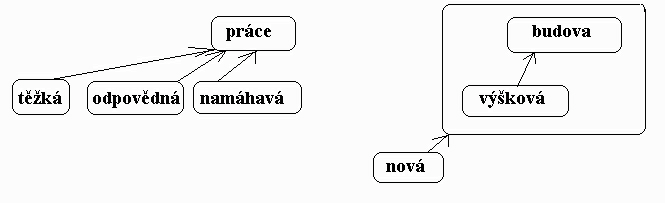 práce
těžká
odpovědná
namáhavá
budova
výšková
nová